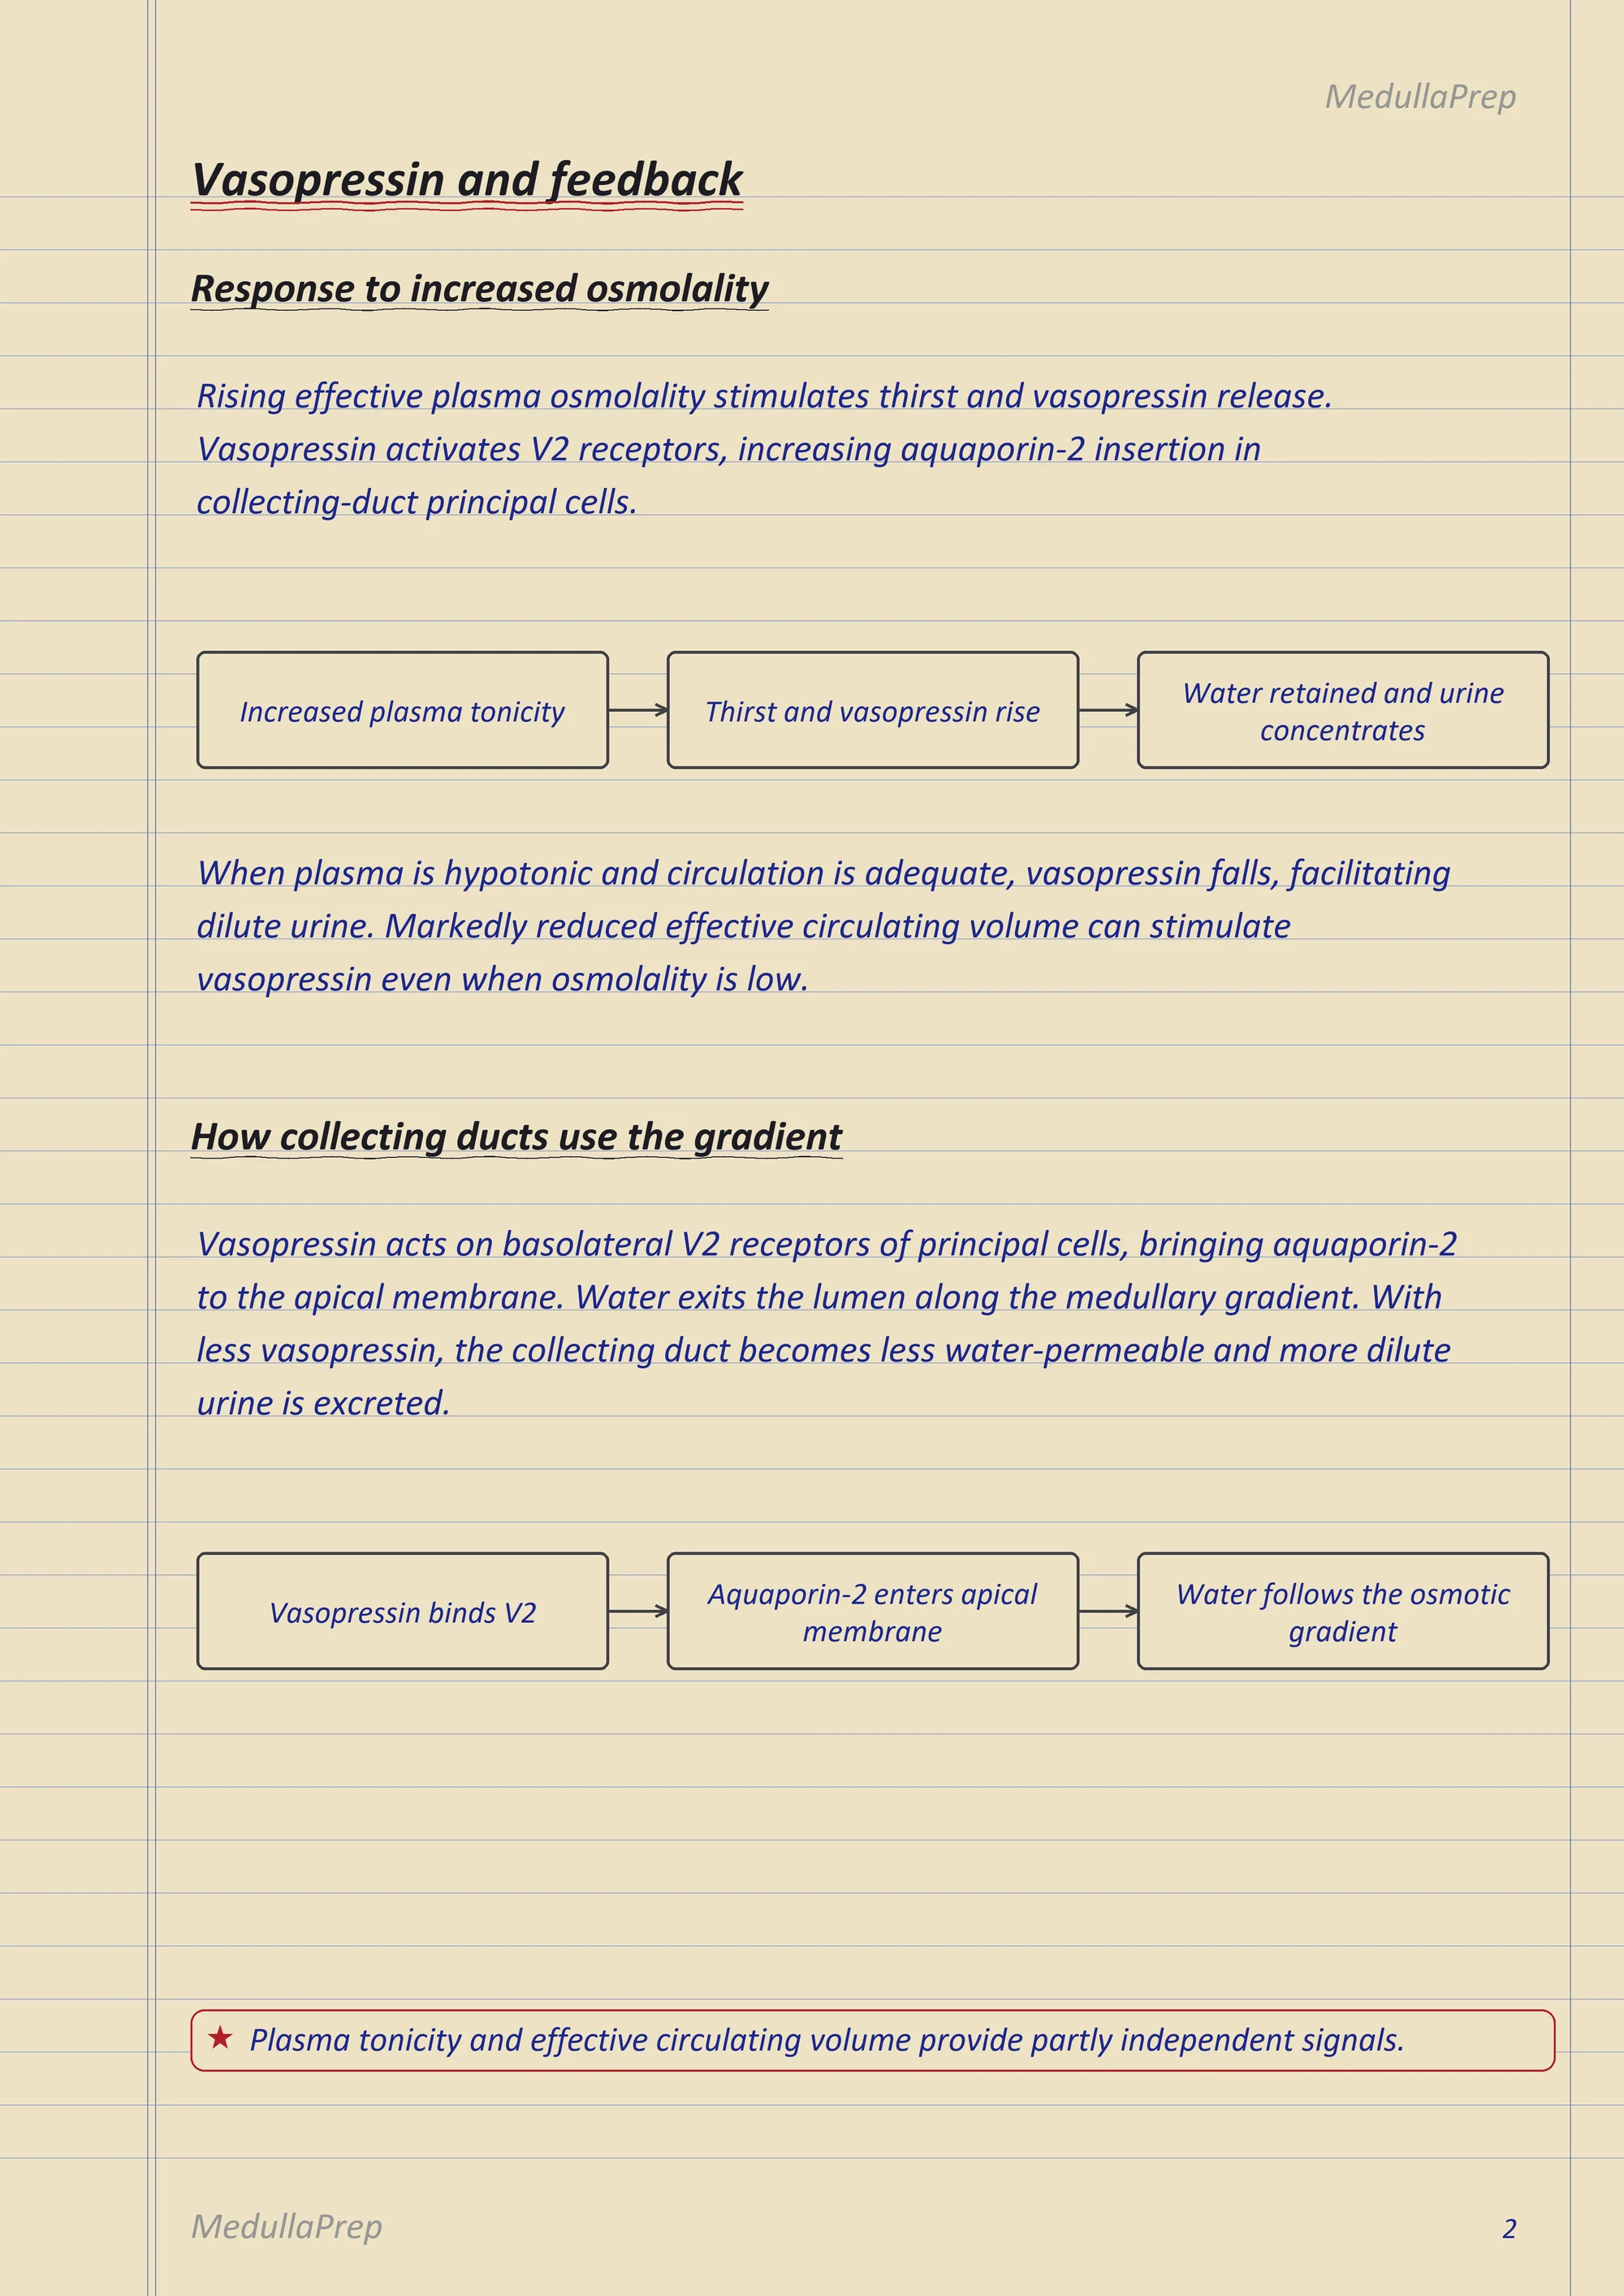 MedullaPrep
Vasopressin and feedback
Response to increased osmolality
Rising effective plasma osmolality stimulates thirst and vasopressin release.
Vasopressin activates V2 receptors, increasing aquaporin-2 insertion in
collecting-duct principal cells.
Increased plasma tonicity
Thirst and vasopressin rise
Water retained and urine
concentrates
When plasma is hypotonic and circulation is adequate, vasopressin falls, facilitating
dilute urine. Markedly reduced effective circulating volume can stimulate
vasopressin even when osmolality is low.
How collecting ducts use the gradient
Vasopressin acts on basolateral V2 receptors of principal cells, bringing aquaporin-2
to the apical membrane. Water exits the lumen along the medullary gradient. With
less vasopressin, the collecting duct becomes less water-permeable and more dilute
urine is excreted.
Vasopressin binds V2
Aquaporin-2 enters apical
membrane
Water follows the osmotic
gradient
★ Plasma tonicity and effective circulating volume provide partly independent signals.
MedullaPrep
2